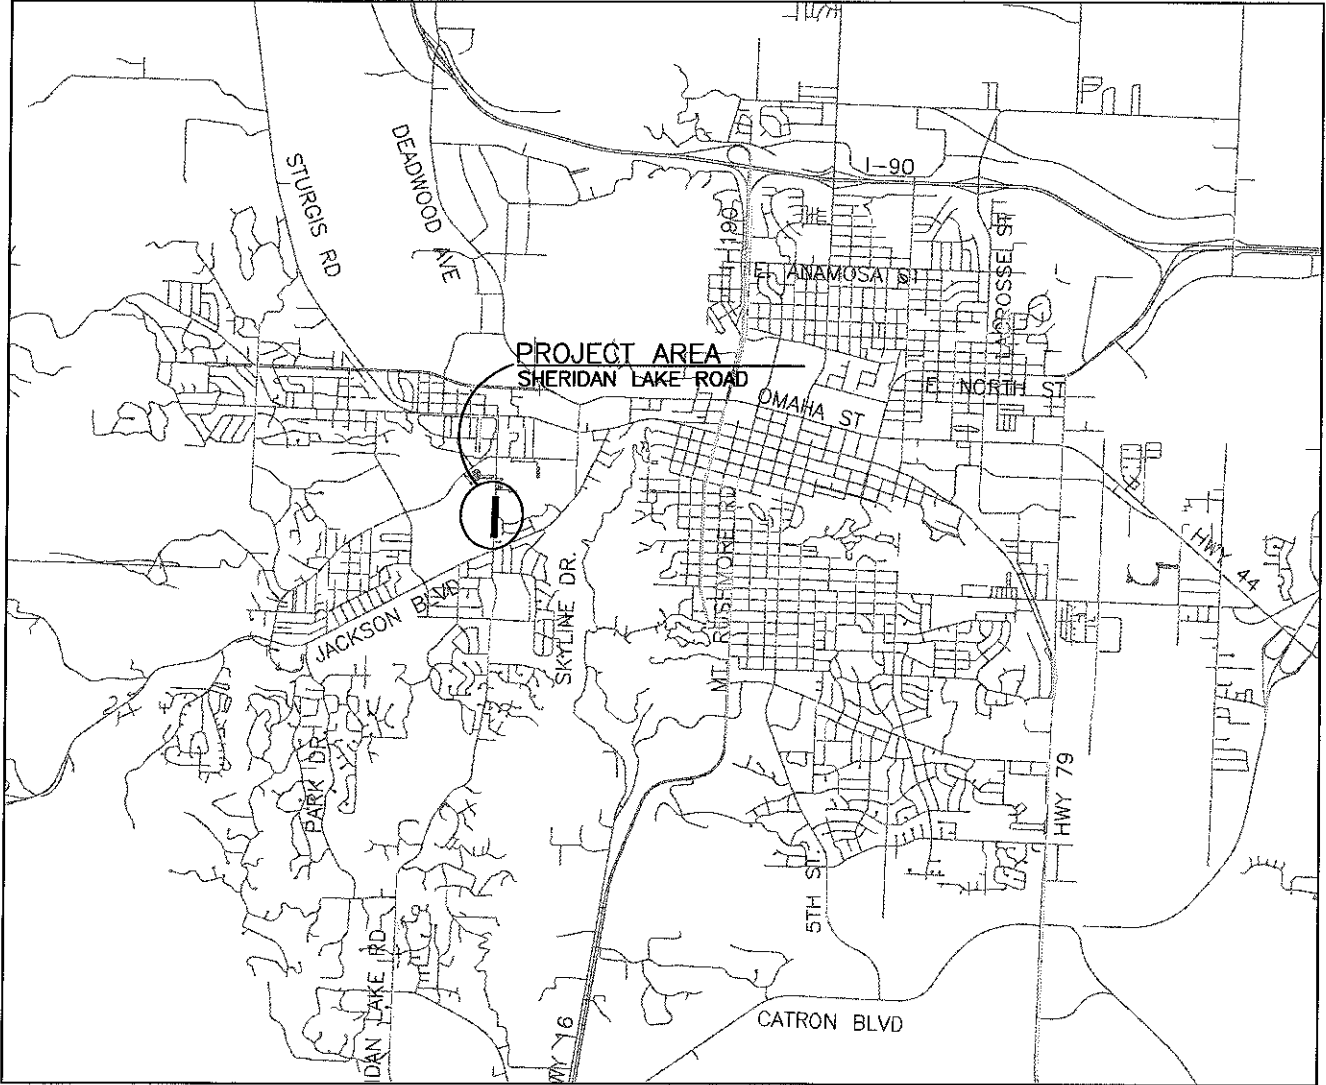 I-90
DEADWOOD AVE
STURGIS RD
I-190
LACROSSE ST
E. ANAMOSA ST
PROJECT AREA
SHERIDAN LAKE ROAD
E. NORTH ST
OMAHA ST
HWY 44
MT. RUSHMORE RD
SKYLINE DR.
JACKSON BLVD
PARK DR.
HWY 79
5TH ST.
IDAN LAKE RD
WY 16
CATRON BLVD